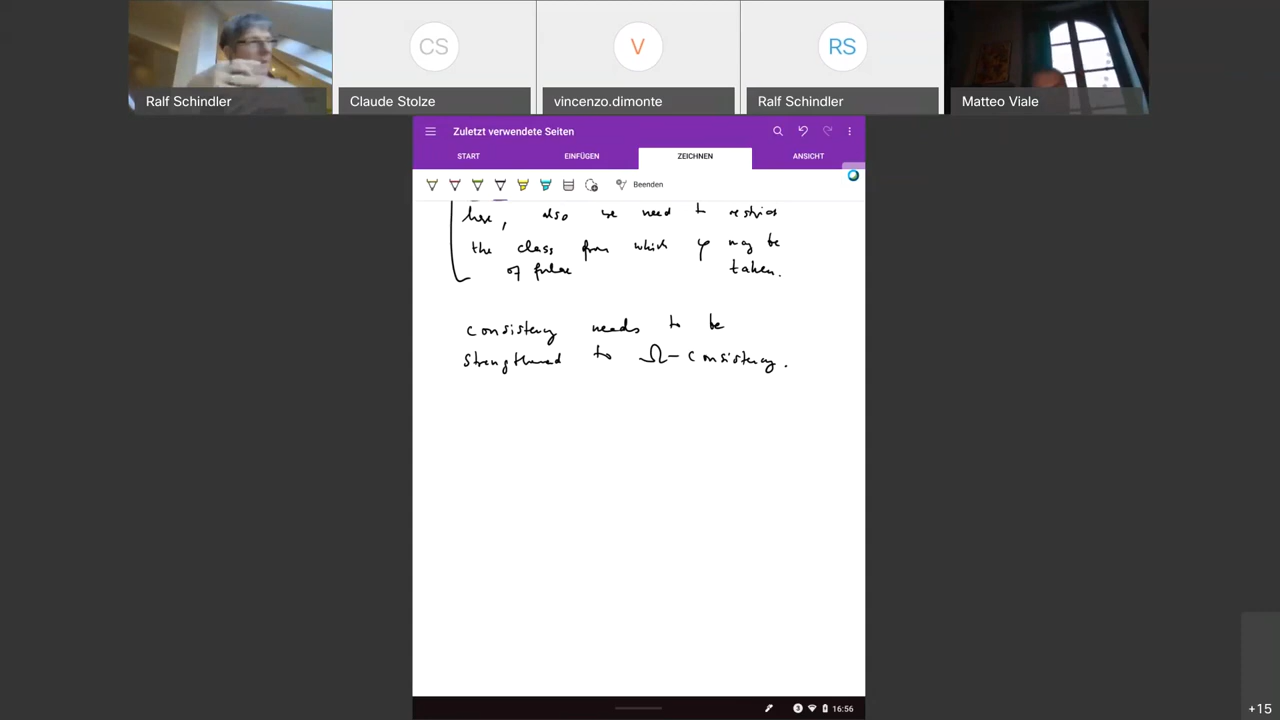 CS
V
RS
Ralf Schindler
Claude Stolze
vincenzo.dimonte
Ralf Schindler
Matteo Viale
Zuletzt verwendete Seiten
START
EINFÜGEN
ZEICHNEN
ANSICHT
Beenden
here, also we need to
the class from which φ may be
of taken.
consistency needs to be
strengthened to Ω-consistency.
16:56
+15